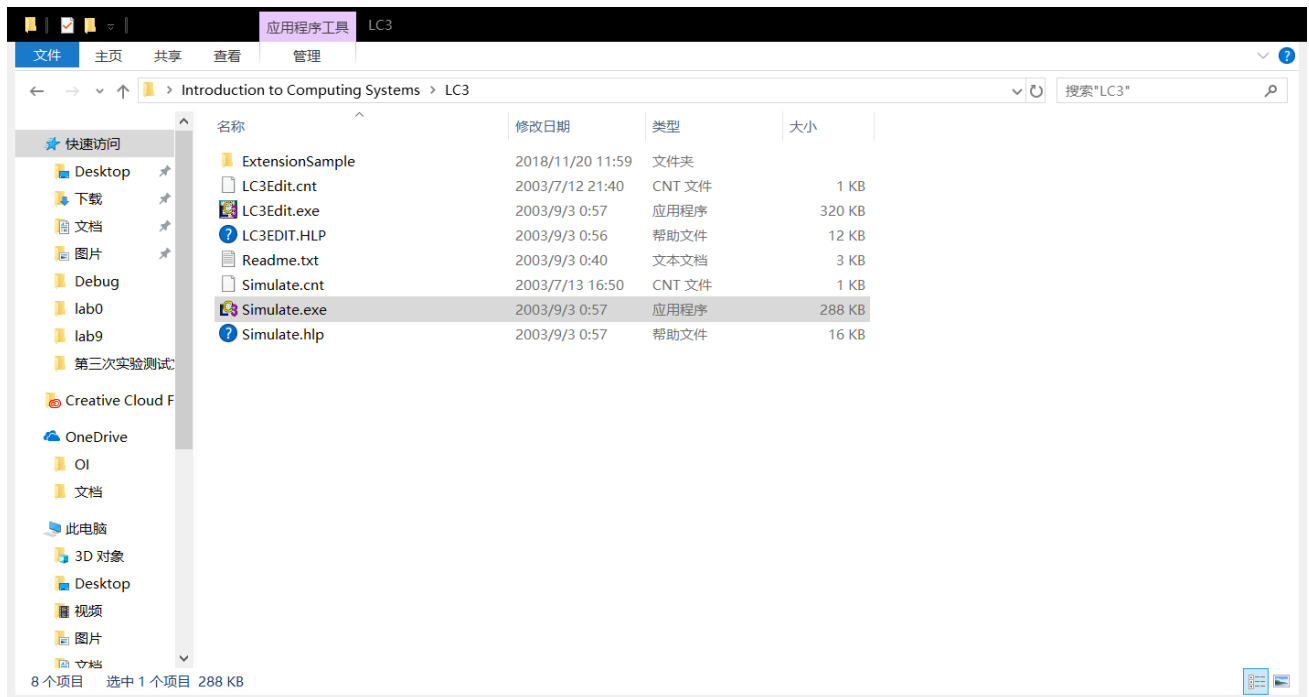 应用程序工具 LC3
文件 主页 共享 查看 管理
Introduction to Computing Systems > LC3 搜索"LC3"
名称 修改日期 类型 大小
快速访问
Desktop
下载
文档
图片
Debug
lab0
lab9
第三次实验测试
Creative Cloud F
OneDrive
OI
文档
此电脑
3D 对象
Desktop
视频
图片
文档
ExtensionSample 2018/11/20 11:59 文件夹
LC3Edit.cnt 2003/7/12 21:40 CNT 文件 1 KB
LC3Edit.exe 2003/9/3 0:57 应用程序 320 KB
LC3EDIT.HLP 2003/9/3 0:56 帮助文件 12 KB
Readme.txt 2003/9/3 0:40 文本文档 3 KB
Simulate.cnt 2003/7/13 16:50 CNT 文件 1 KB
Simulate.exe 2003/9/3 0:57 应用程序 288 KB
Simulate.hlp 2003/9/3 0:57 帮助文件 16 KB
8 个项目 选中 1 个项目 288 KB